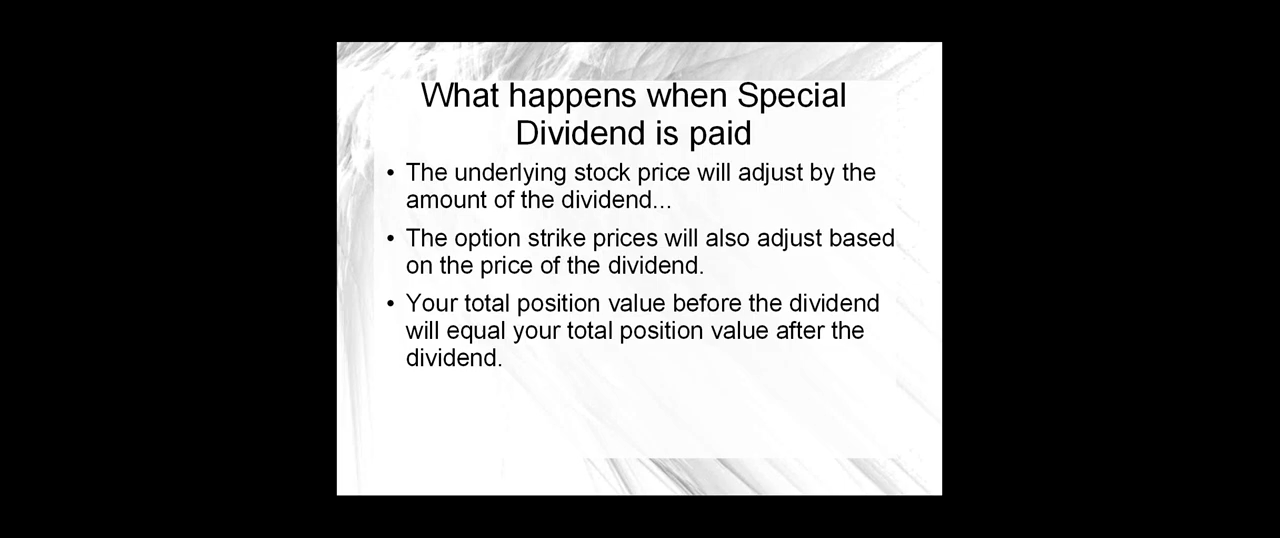 What happens when Special
Dividend is paid
• The underlying stock price will adjust by the
amount of the dividend...
• The option strike prices will also adjust based
on the price of the dividend.
• Your total position value before the dividend
will equal your total position value after the
dividend.